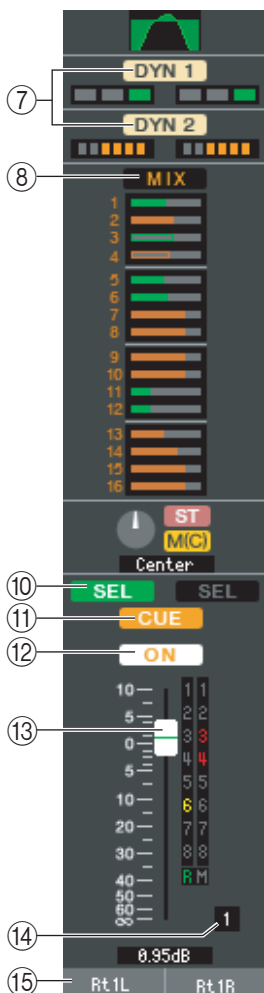 ⑦
DYN 1
DYN 2
⑧
MIX
1
2
3
4
5
6
7
8
9
10
11
12
13
14
15
16
ST
M(C)
Center
⑩ SEL SEL
⑪ CUE
⑫ ON
⑬
10 1 1
5 2 2
0 3 3
5 4 4
5 5
10 6 6
20 7 7
30 8 8
40 R M
50
60
∞
⑭ 1
0.95dB
⑮ Rt1L Rt1R